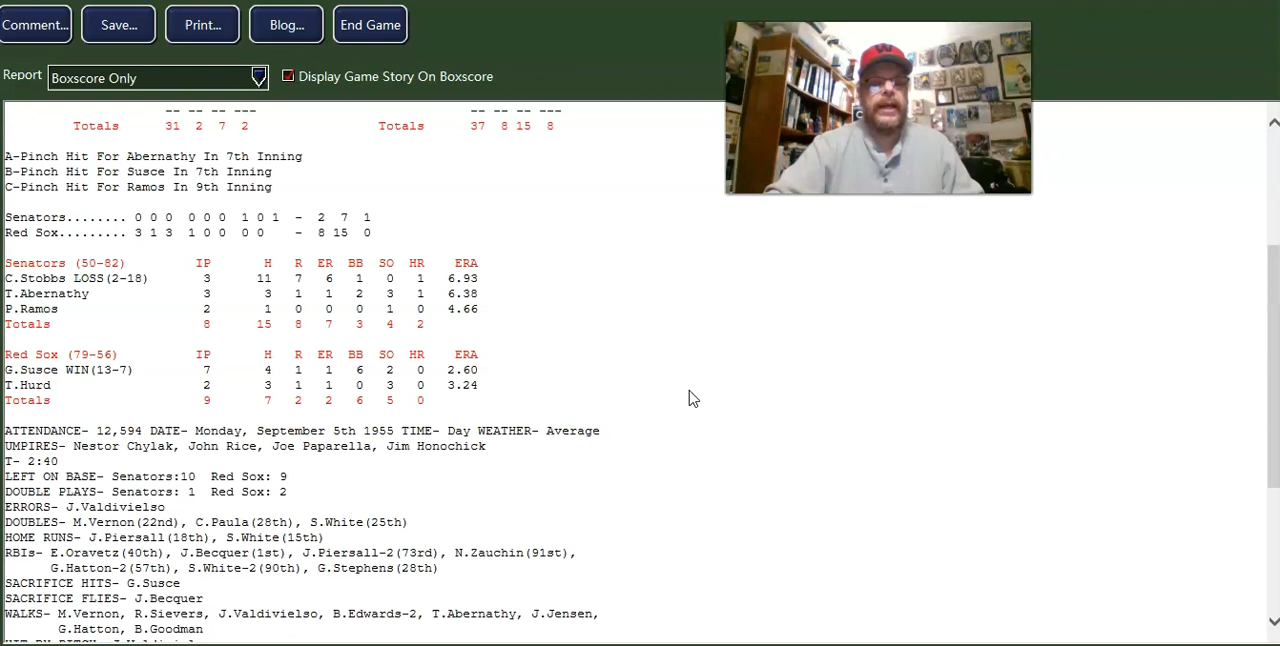 Comment... Save... Print... Blog... End Game
Report Boxscore Only Display Game Story On Boxscore
-- -- -- --- -- -- -- ---
Totals 31 2 7 2 Totals 37 8 15 8
A-Pinch Hit For Abernathy In 7th Inning
B-Pinch Hit For Susce In 7th Inning
C-Pinch Hit For Ramos In 9th Inning
Senators........ 0 0 0 0 0 0 1 0 1 - 2 7 1
Red Sox......... 3 1 3 1 0 0 0 0 - 8 15 0
Senators (50-82) IP H R ER BB SO HR ERA
C.Stobbs LOSS(2-18) 3 11 7 6 1 0 1 6.93
T.Abernathy 3 3 1 1 2 3 1 6.38
P.Ramos 2 1 0 0 0 1 0 4.66
Totals 8 15 8 7 3 4 2
Red Sox (79-56) IP H R ER BB SO HR ERA
G.Susce WIN(13-7) 7 4 1 1 6 2 0 2.60
T.Hurd 2 3 1 1 0 3 0 3.24
Totals 9 7 2 2 6 5 0
ATTENDANCE- 12,594 DATE- Monday, September 5th 1955 TIME- Day WEATHER- Average
UMPIRES- Nestor Chylak, John Rice, Joe Paparella, Jim Honochick
T- 2:40
LEFT ON BASE- Senators:10 Red Sox: 9
DOUBLE PLAYS- Senators: 1 Red Sox: 2
ERRORS- J.Valdivielso
DOUBLES- M.Vernon(22nd), C.Paula(28th), S.White(25th)
HOME RUNS- J.Piersall(18th), S.White(15th)
RBIs- E.Oravetz(40th), J.Becquer(1st), J.Piersall-2(73rd), N.Zauchin(91st),
G.Hatton-2(57th), S.White-2(90th), G.Stephens(28th)
SACRIFICE HITS- G.Susce
SACRIFICE FLIES- J.Becquer
WALKS- M.Vernon, R.Sievers, J.Valdivielso, B.Edwards-2, T.Abernathy, J.Jensen,
G.Hatton, B.Goodman
W